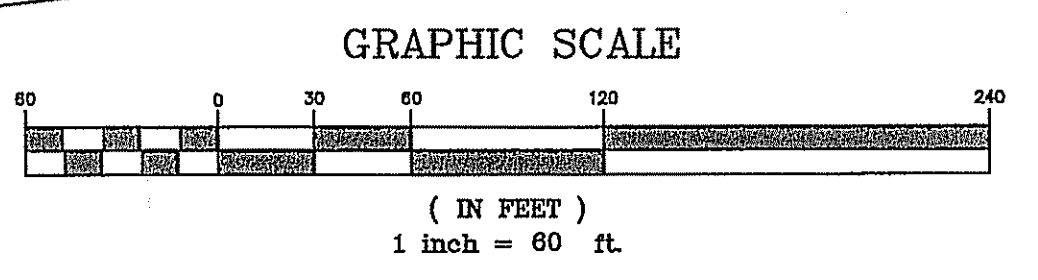 GRAPHIC SCALE
60 0 30 60 120 240
( IN FEET )
1 inch = 60 ft.